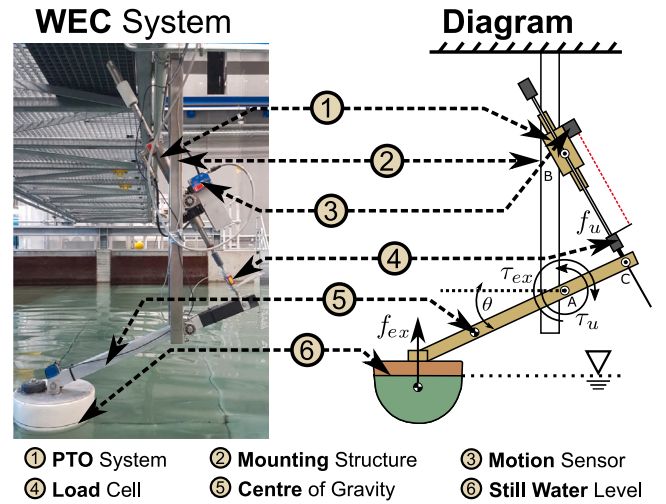 WEC System
Diagram
1
2
3
4
5
6
B
f_u
τ_ex
θ
A
C
τ_u
f_ex
1 PTO System
2 Mounting Structure
3 Motion Sensor
4 Load Cell
5 Centre of Gravity
6 Still Water Level